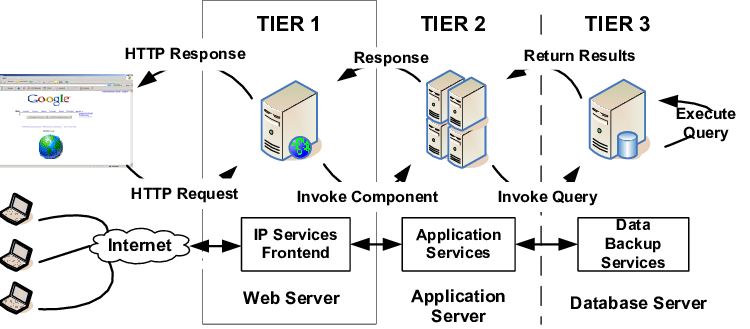 TIER 1
TIER 2
TIER 3
HTTP Response
Response
Return Results
Google
Execute
Query
HTTP Request
Invoke Component
Invoke Query
Internet
IP Services
Frontend
Application
Services
Data
Backup
Services
Web Server
Application
Server
Database Server